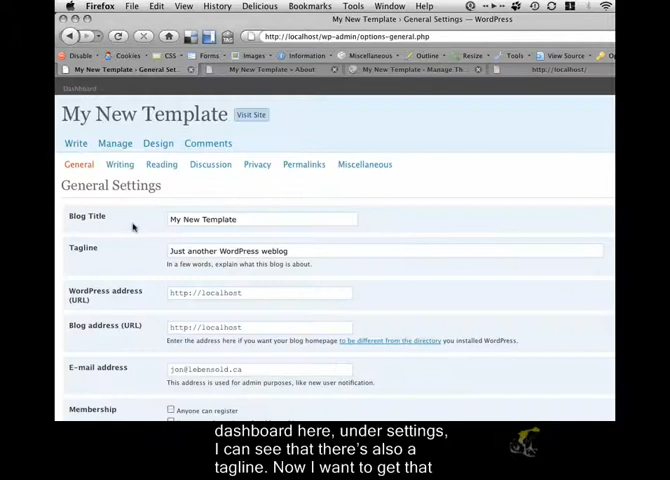 Firefox File Edit View History Delicious Bookmarks Tools Window Help
My New Template › General Settings — WordPress
http://localhost/wp-admin/options-general.php
Disable Cookies CSS Forms Images Information Miscellaneous Outline Resize Tools View Source Op
My New Template › General Set... My New Template » About My New Template › Manage Th... http://localhost/
Dashboard
My New Template Visit Site
Write Manage Design Comments
General Writing Reading Discussion Privacy Permalinks Miscellaneous
General Settings
Blog Title My New Template
Tagline Just another WordPress weblog
In a few words, explain what this blog is about.
WordPress address (URL) http://localhost
Blog address (URL) http://localhost
Enter the address here if you want your blog homepage to be different from the directory you installed WordPress.
E-mail address jon@lebensold.ca
This address is used for admin purposes, like new user notification.
Membership Anyone can register
dashboard here, under settings,
I can see that there's also a
tagline. Now I want to get that